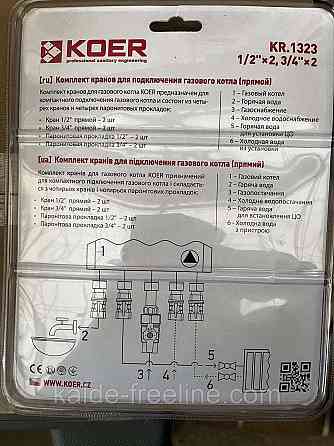 KOER
professional sanitary engineering
KR.1323
1/2"×2, 3/4"×2
[ru] Комплект кранов для подключения газового котла (прямой)
Комплект кранов для газового котла KOER предназначен для
компактного подключения газового котла и состоит из четы-
рех кранов и четырех паронитовых прокладок:
• Кран 1/2" прямой – 2 шт
• Кран 3/4" прямой – 2 шт
• Паронитовая прокладка 1/2" – 2 шт
• Паронитовая прокладка 3/4" – 2 шт
1 – Газовый котел
2 – Горячая вода
3 – Газоснабжение
4 – Холодное водоснабжение
5 – Горячая вода
для установки ЦО
6 – Холодная вода
из установки
[ua] Комплект кранів для підключення газового котла (прямий)
Комплект кранів для газового котла KOER призначений
для компактного підключення газового котла і складаєть-
ся з чотирьох кранів і чотирьох паронітових прокладок:
• Кран 1/2" прямий – 2 шт
• Кран 3/4" прямий – 2 шт
• Паронітова прокладка 1/2" – 2 шт
• Паронітова прокладка 3/4" – 2 шт
1 – Газовий котел
2 – Гаряча вода
3 – Газопостачання
4 – Холодне водопостачання
5 – Гаряча вода
для встановлення ЦО
6 - Холодна вода
з пристрою
1
2
3
4
5
6
CE
WWW.KOER.CZ
kaide-freeline.com